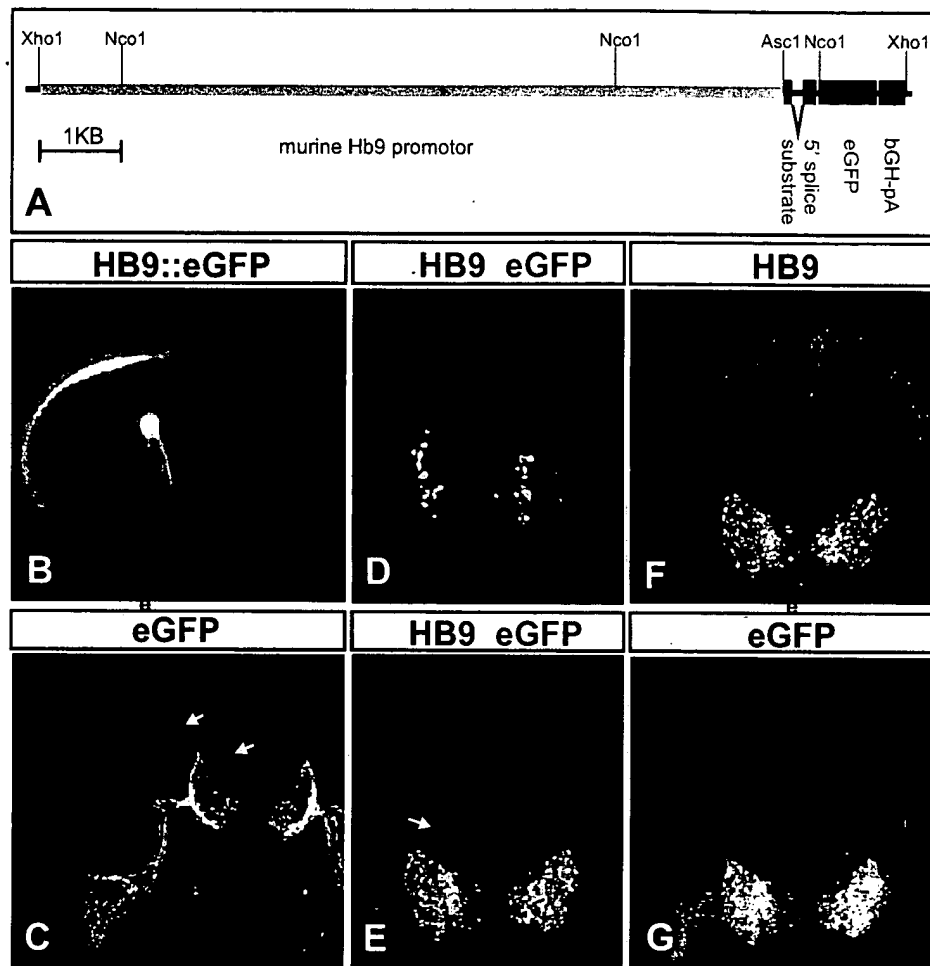 Xho1 Nco1 Nco1 Asc1 Nco1 Xho1
1KB
murine Hb9 promotor
5' splice substrate
eGFP
bGH-pA
A
HB9::eGFP
HB9 eGFP
HB9
B
D
F
eGFP
HB9 eGFP
eGFP
C
E
G